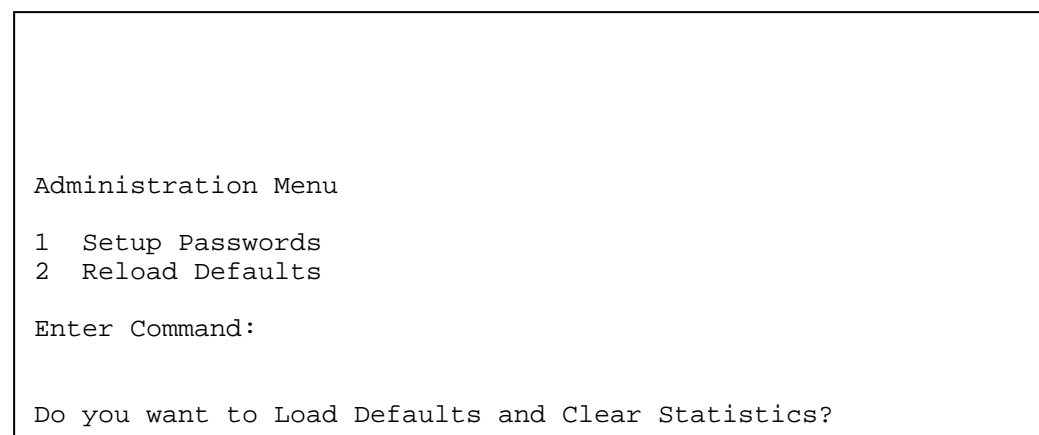 Administration Menu
1 Setup Passwords
2 Reload Defaults
Enter Command:
Do you want to Load Defaults and Clear Statistics?